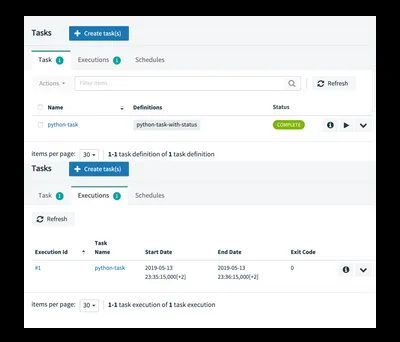 Tasks
+ Create task(s)
Task 1 Executions 1 Schedules
Actions Filter items Refresh
Name Definitions Status
python-task python-task-with-status COMPLETE
items per page: 30 1-1 task definition of 1 task definition
Tasks
+ Create task(s)
Task 1 Executions 1 Schedules
Refresh
Execution Id Task Name Start Date End Date Exit Code
#1 python-task 2019-05-13 23:35:15,000[+2] 2019-05-13 23:36:15,000[+2] 0
items per page: 30 1-1 task execution of 1 task execution